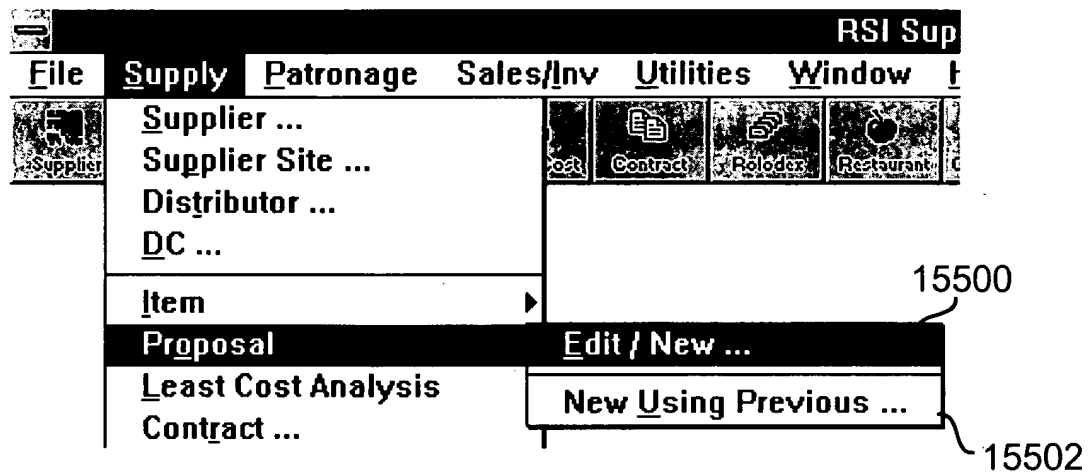 RSI Sup
File Supply Patronage Sales/Inv Utilities Window
Supplier Contract Rolodex Restaurant
Supplier ...
Supplier Site ...
Distributor ...
DC ...
Item
Proposal
Least Cost Analysis
Contract ...
15500
Edit / New ...
New Using Previous ...
15502